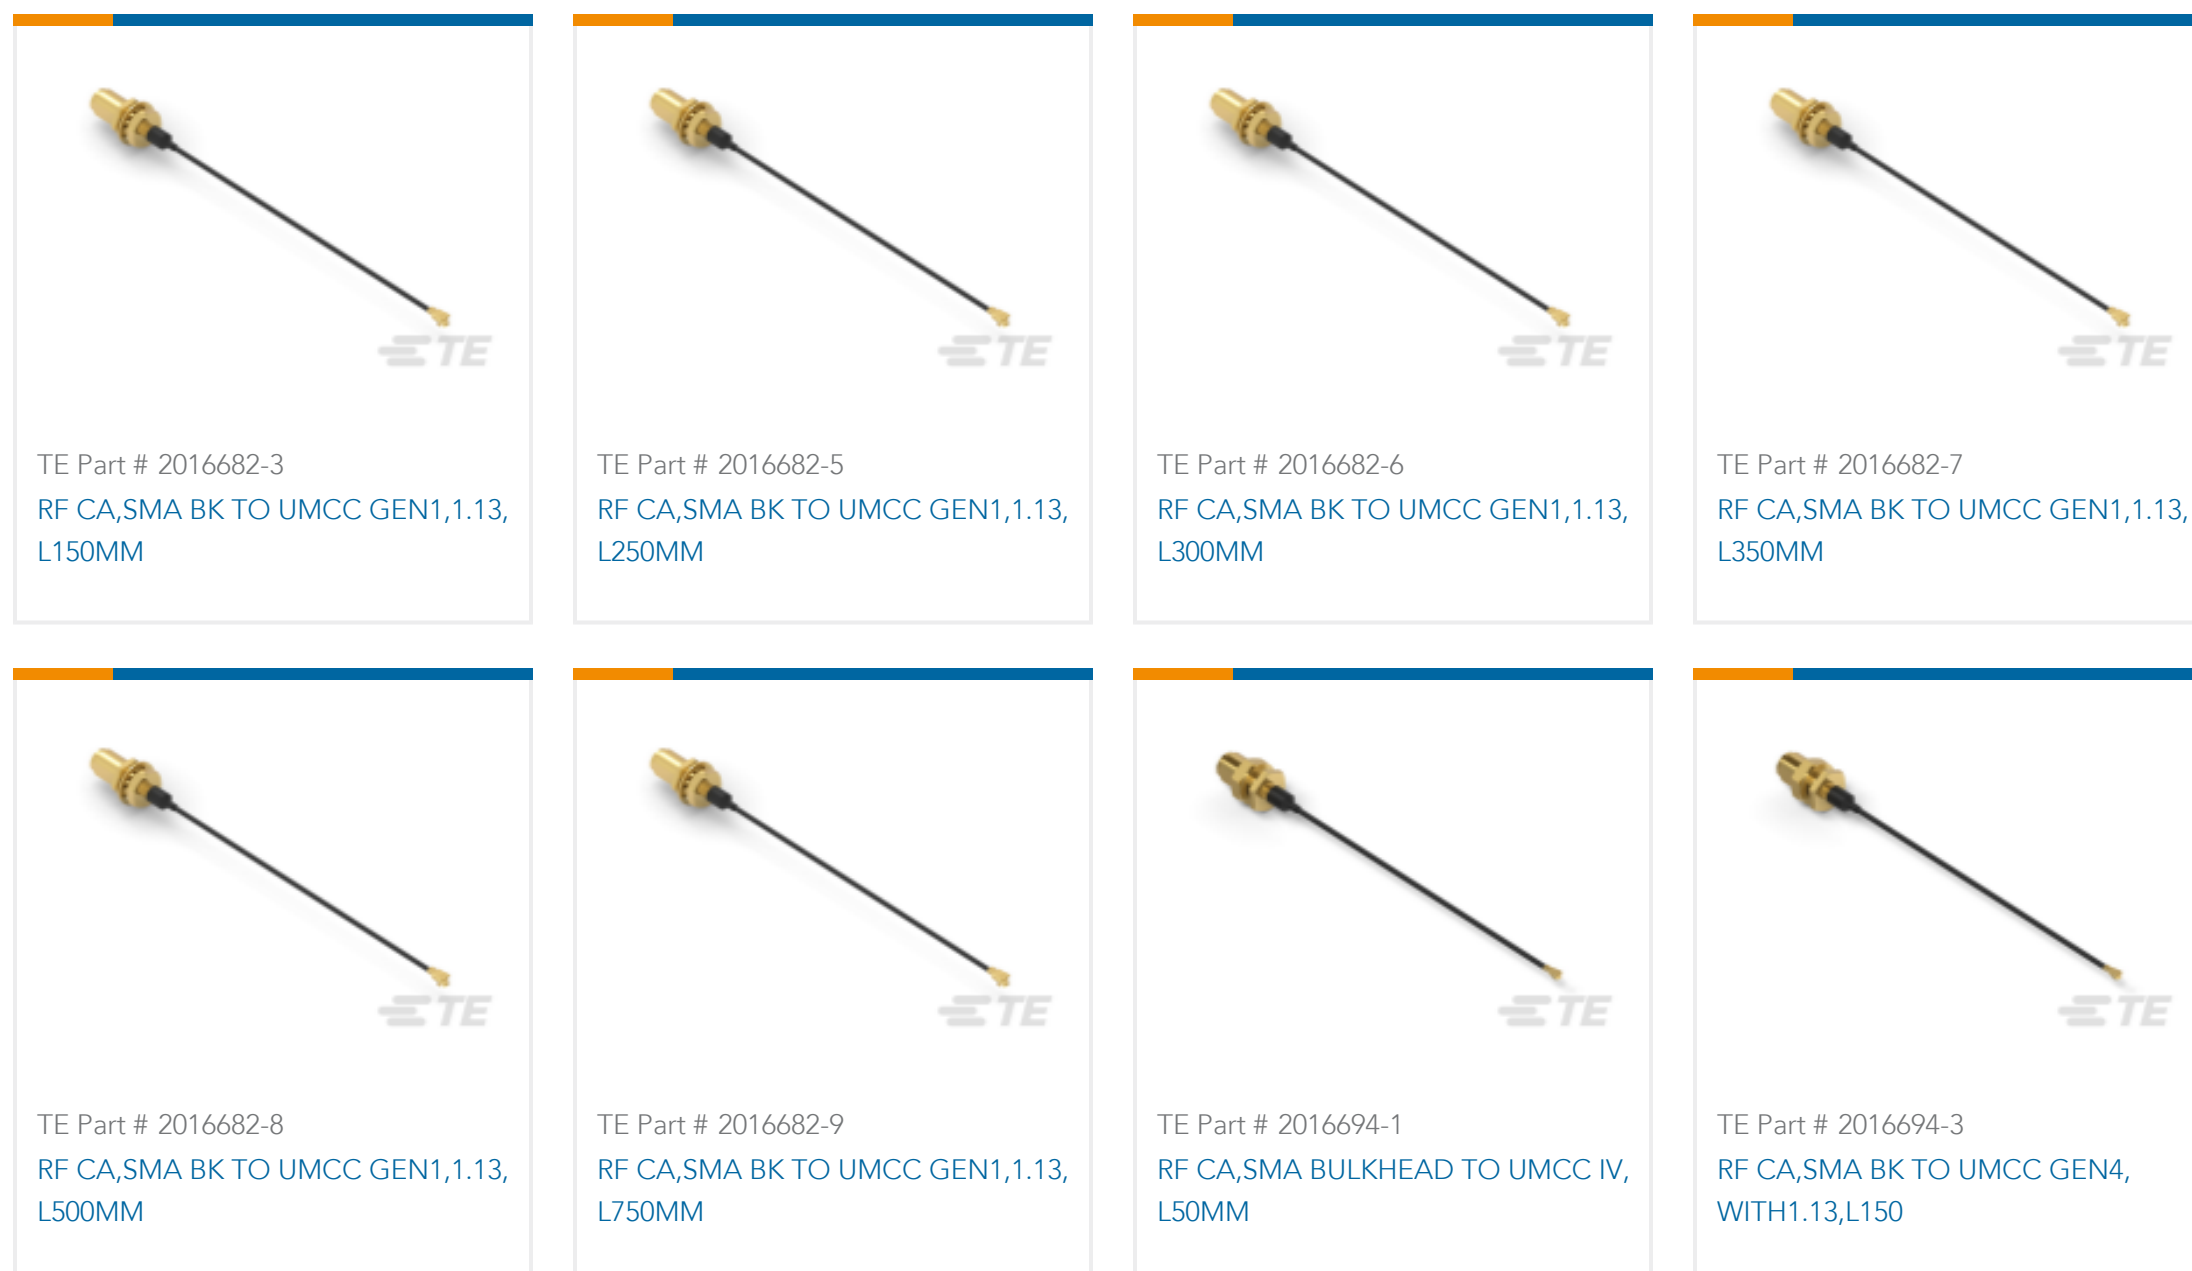 TE
TE
TE
TE
TE Part # 2016682-3
RF CA,SMA BK TO UMCC GEN1,1.13,
L150MM
TE Part # 2016682-5
RF CA,SMA BK TO UMCC GEN1,1.13,
L250MM
TE Part # 2016682-6
RF CA,SMA BK TO UMCC GEN1,1.13,
L300MM
TE Part # 2016682-7
RF CA,SMA BK TO UMCC GEN1,1.13,
L350MM
TE
TE
TE
TE
TE Part # 2016682-8
RF CA,SMA BK TO UMCC GEN1,1.13,
L500MM
TE Part # 2016682-9
RF CA,SMA BK TO UMCC GEN1,1.13,
L750MM
TE Part # 2016694-1
RF CA,SMA BULKHEAD TO UMCC IV,
L50MM
TE Part # 2016694-3
RF CA,SMA BK TO UMCC GEN4,
WITH1.13,L150